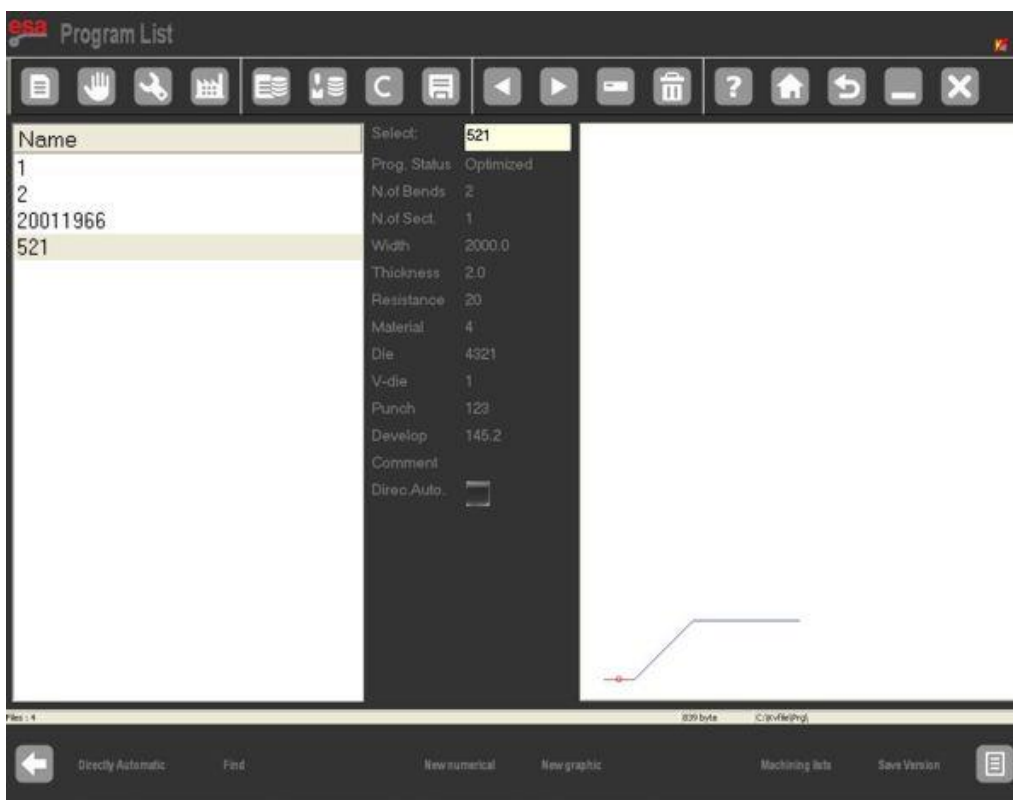 esa Program List
Name
1
2
20011966
521
Select: 521
Prog. Status Optimized
N.of Bends 2
N.of Sect. 1
Width 2000.0
Thickness 2.0
Resistance 20
Material 4
Die 4321
V-die 1
Punch 123
Develop 145.2
Comment
Direc.Auto.
Files : 4 839 byte C:\Kvfile\Prg\
Directly Automatic Find New numerical New graphic Machining lists Save Version